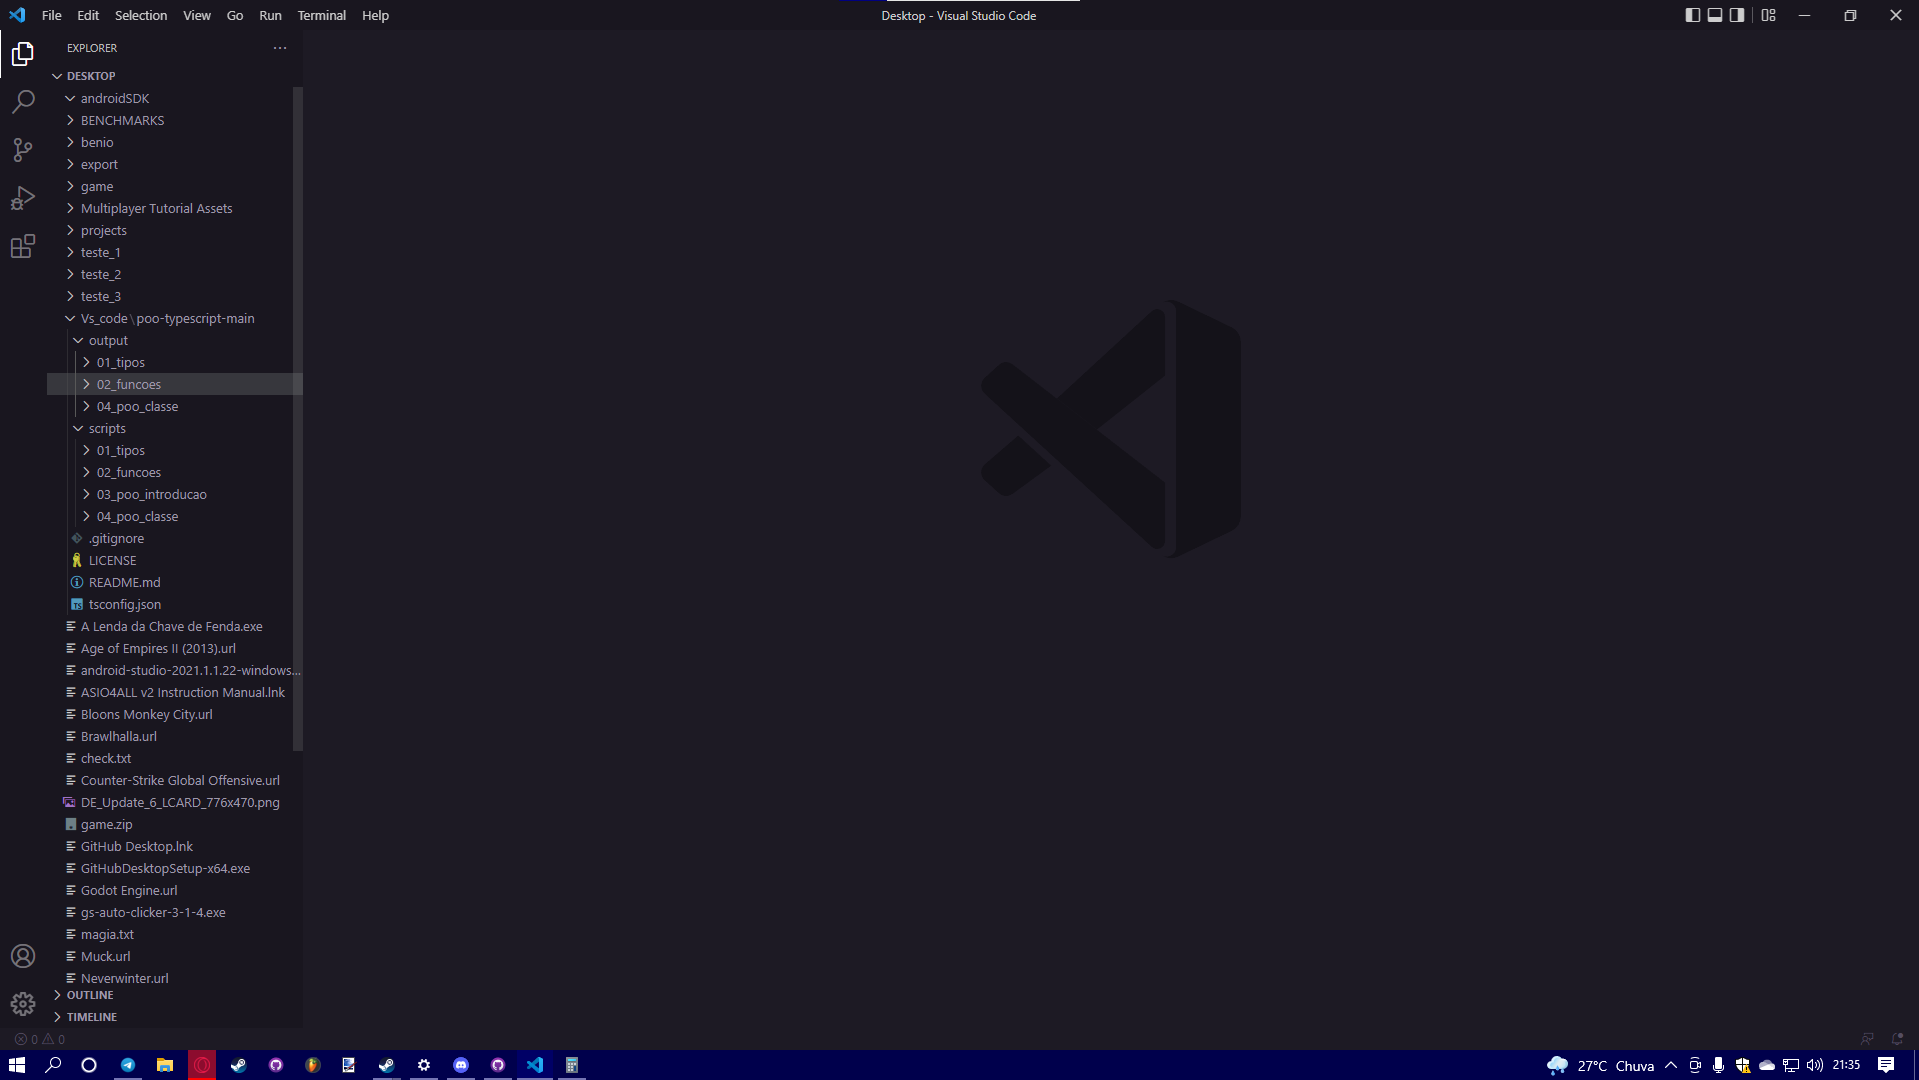 File Edit Selection View Go Run Terminal Help
Desktop - Visual Studio Code
EXPLORER
DESKTOP
androidSDK
BENCHMARKS
benio
export
game
Multiplayer Tutorial Assets
projects
teste_1
teste_2
teste_3
Vs_code\poo-typescript-main
output
01_tipos
02_funcoes
04_poo_classe
scripts
01_tipos
02_funcoes
03_poo_introducao
04_poo_classe
.gitignore
LICENSE
README.md
TS tsconfig.json
A Lenda da Chave de Fenda.exe
Age of Empires II (2013).url
android-studio-2021.1.1.22-windows...
ASIO4ALL v2 Instruction Manual.lnk
Bloons Monkey City.url
Brawlhalla.url
check.txt
Counter-Strike Global Offensive.url
DE_Update_6_LCARD_776x470.png
game.zip
GitHub Desktop.lnk
GitHubDesktopSetup-x64.exe
Godot Engine.url
gs-auto-clicker-3-1-4.exe
magia.txt
Muck.url
Neverwinter.url
OUTLINE
TIMELINE
0 0
27°C Chuva 21:35